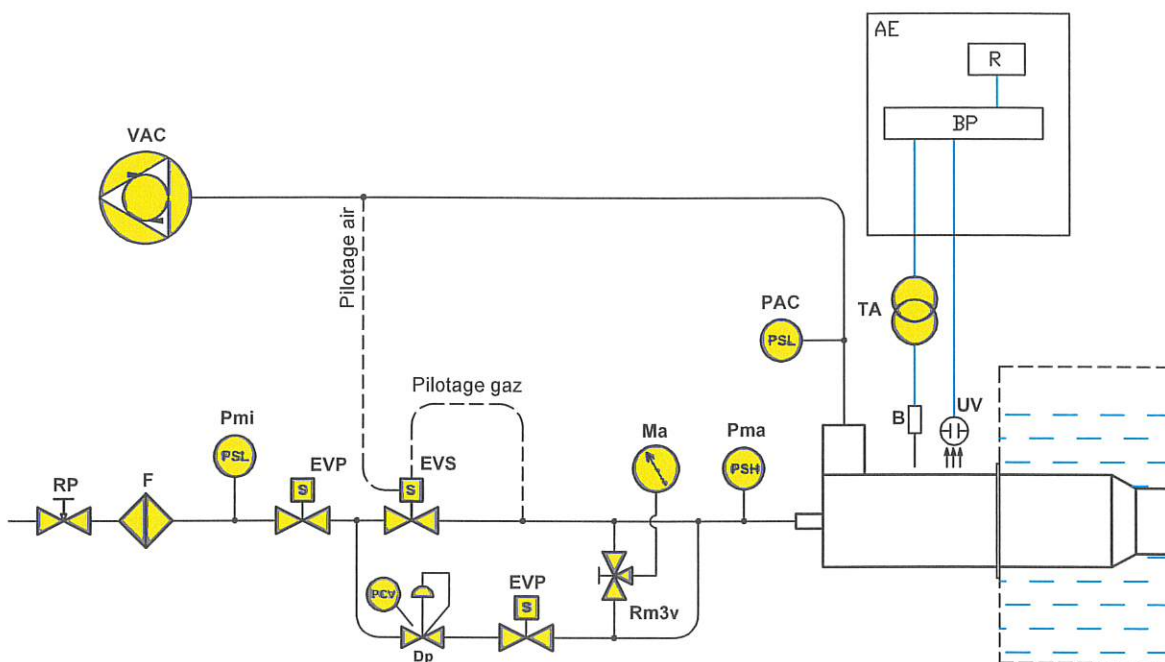 AE
R
BP
VAC
Pilotage air
PAC
PSL
TA
Pilotage gaz
B
UV
Pmi
PSL
EVP
S
EVS
S
Ma
Pma
PSH
RP
F
PCV
EVP
S
Rm3v
Dp